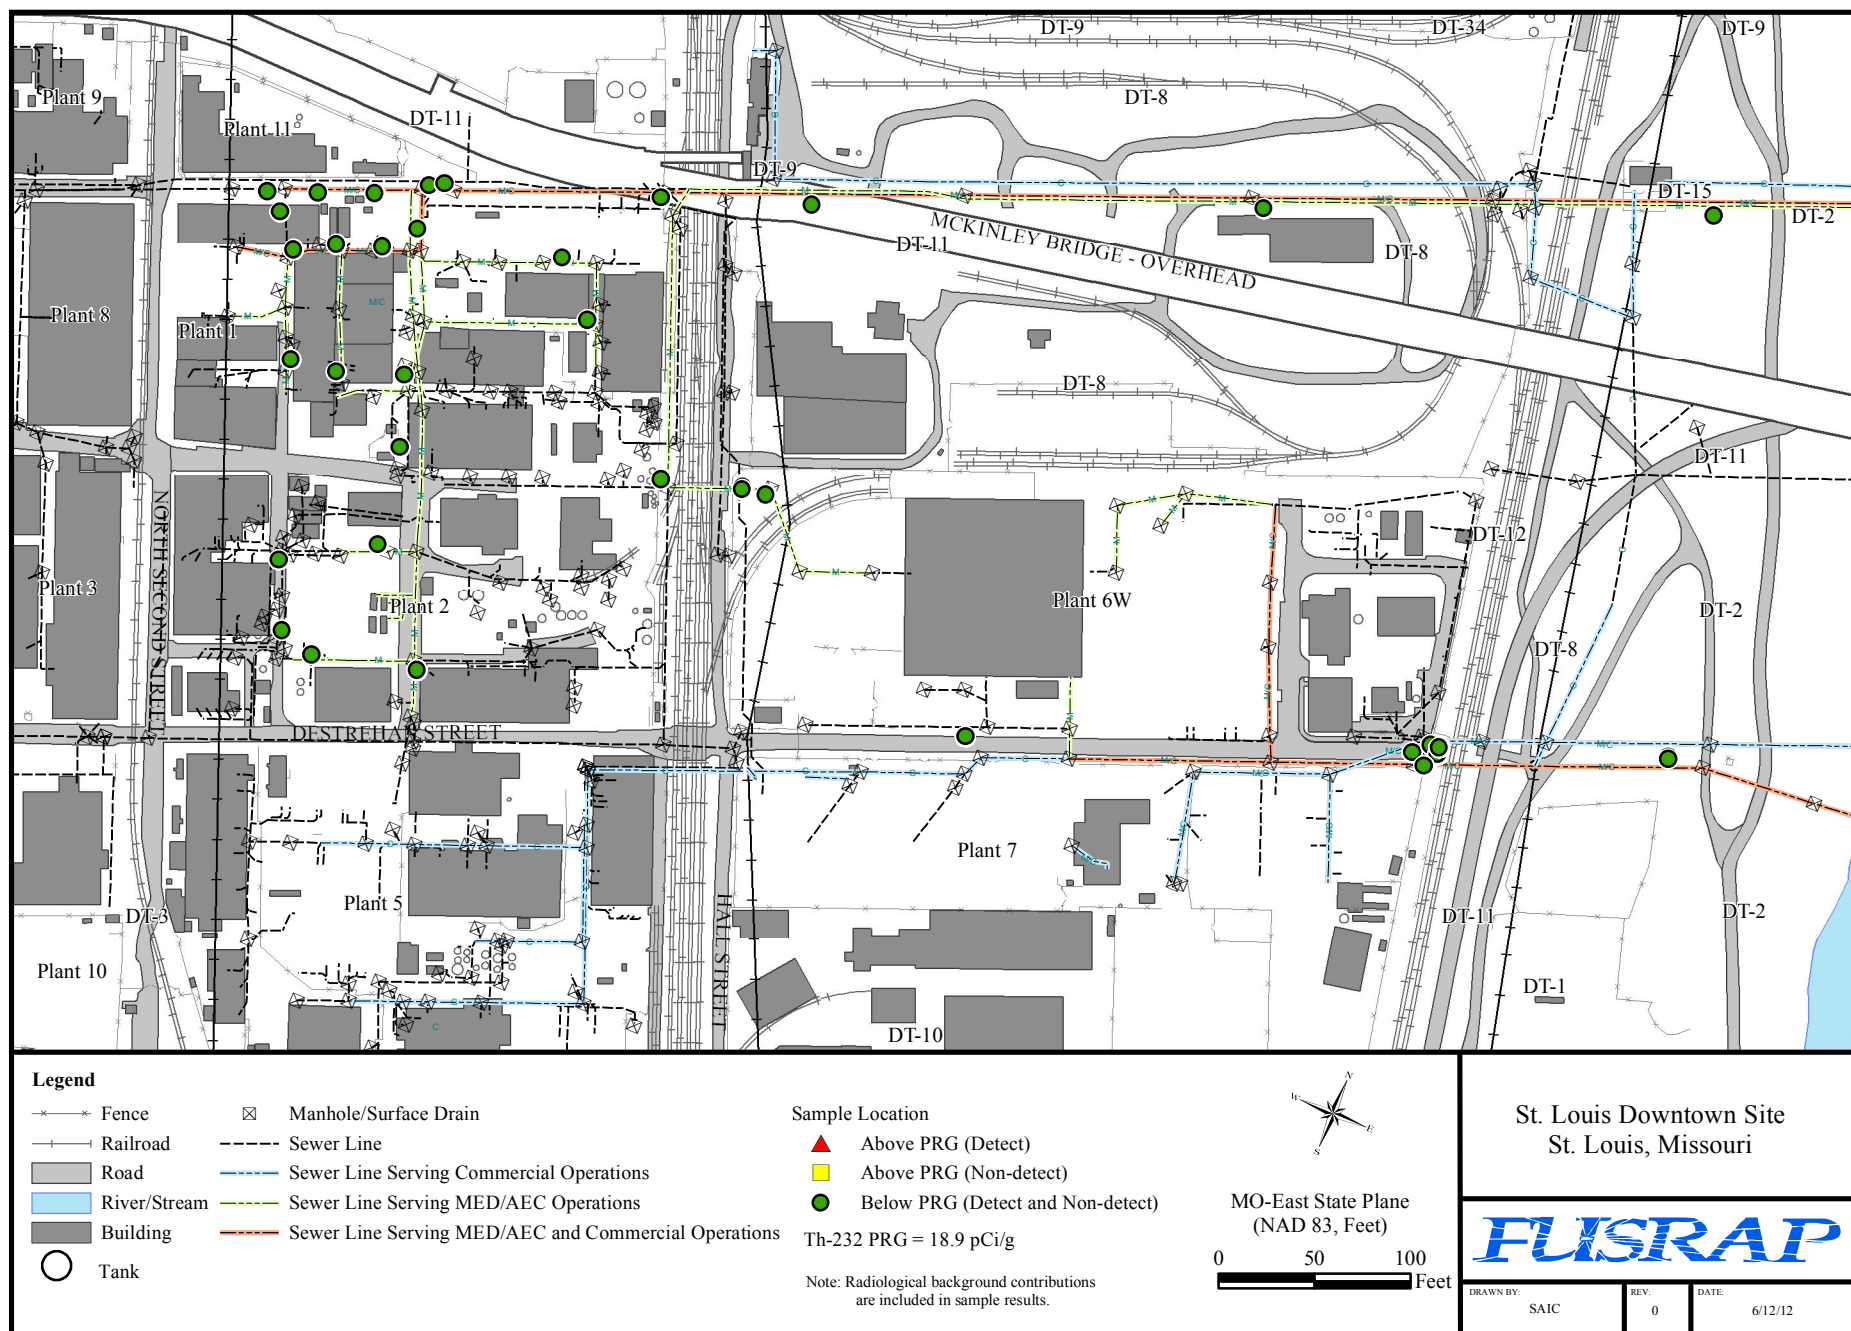 DT-9
DT-34
DT-9
Plant 9
DT-8
DT-11
Plant 11
DT-9
DT-15
DT-2
MCKINLEY BRIDGE - OVERHEAD
DT-11
DT-8
Plant 8
Plant 1
DT-8
DT-11
NORTH SECOND STREET
DT-12
Plant 3
Plant 2
Plant 6W
DT-2
DT-8
DESTREHAN STREET
Plant 7
Plant 5
DT-3
HALL STREET
DT-11
DT-2
Plant 10
DT-1
DT-10
Legend
Fence
Railroad
Road
River/Stream
Building
Tank
Manhole/Surface Drain
Sewer Line
Sewer Line Serving Commercial Operations
Sewer Line Serving MED/AEC Operations
Sewer Line Serving MED/AEC and Commercial Operations
Sample Location
Above PRG (Detect)
Above PRG (Non-detect)
Below PRG (Detect and Non-detect)
Th-232 PRG = 18.9 pCi/g
Note: Radiological background contributions
are included in sample results.
N
W
E
S
MO-East State Plane
(NAD 83, Feet)
0 50 100
Feet
St. Louis Downtown Site
St. Louis, Missouri
FUSRAP
DRAWN BY:
SAIC
REV:
0
DATE:
6/12/12